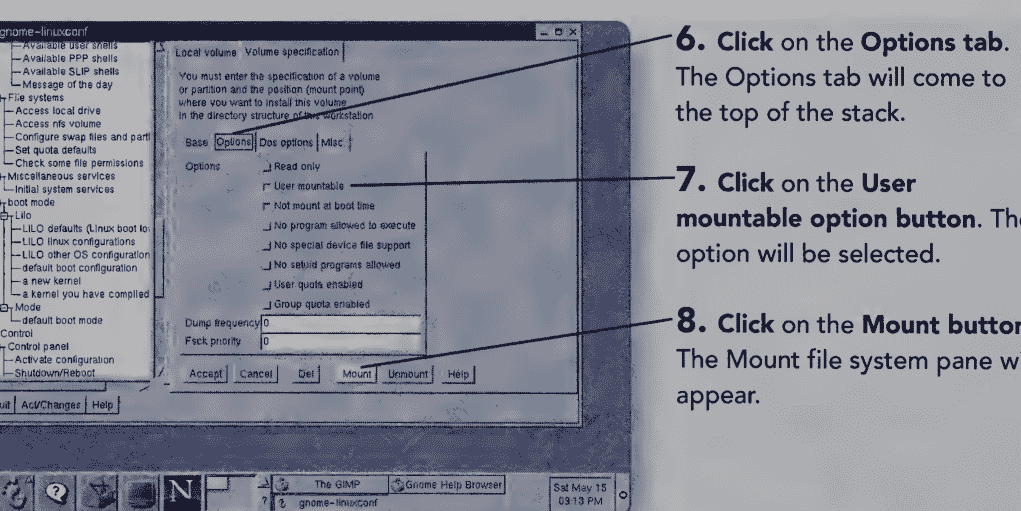 gnome-linuxconf
Available user shells
Available PPP shells
Available SLIP shells
Message of the day
File systems
Access local drive
Access nfs volume
Configure swap files and parti
Set quota defaults
Check some file permissions
Miscellaneous services
Initial system services
boot mode
Lilo
LILO defaults (Linux boot lo
LILO linux configurations
LILO other OS configuration
default boot configuration
a new kernel
a kernel you have compiled
Mode
default boot mode
Control
Control panel
Activate configuration
Shutdown/Reboot
uit Act/Changes Help
Local volume Volume specification
You must enter the specification of a volume
or partition and the position (mount point)
where you want to install this volume
in the directory structure of this workstation
Base Options Dos options Misc.
Options
Read only
User mountable
Not mount at boot time
No program allowed to execute
No special device file support
No setuid programs allowed
User quota enabled
Group quota enabled
Dump frequency 0
Fsck priority 0
Accept Cancel Del Mount Unmount Help
N
?
The GIMP
Gnome Help Browser
gnome-linuxconf
Sat May 15
03:13 PM
6. Click on the Options tab.
The Options tab will come to
the top of the stack.
7. Click on the User
mountable option button. The
option will be selected.
8. Click on the Mount button
The Mount file system pane w
appear.